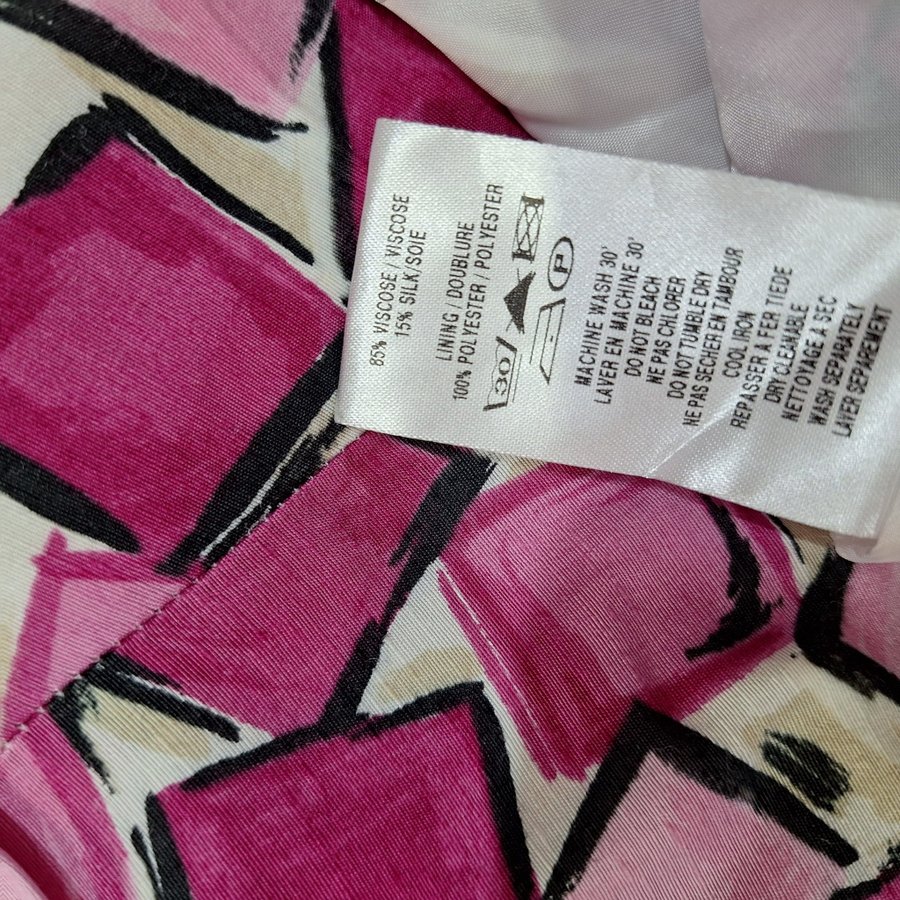 85% VISCOSE / VISCOSE
15% SILK/SOIE
LINING / DOUBLURE
100% POLYESTER / POLYESTER
30
P
MACHINE WASH 30'
LAVER EN MACHINE 30'
DO NOT BLEACH
NE PAS CHLORER
DO NOT TUMBLE DRY
NE PAS SECHER EN TAMBOUR
COOL IRON
REPASSER A FER TIEDE
DRY CLEANABLE
NETTOYAGE A SEC
WASH SEPARATELY
LAVER SEPAREMENT